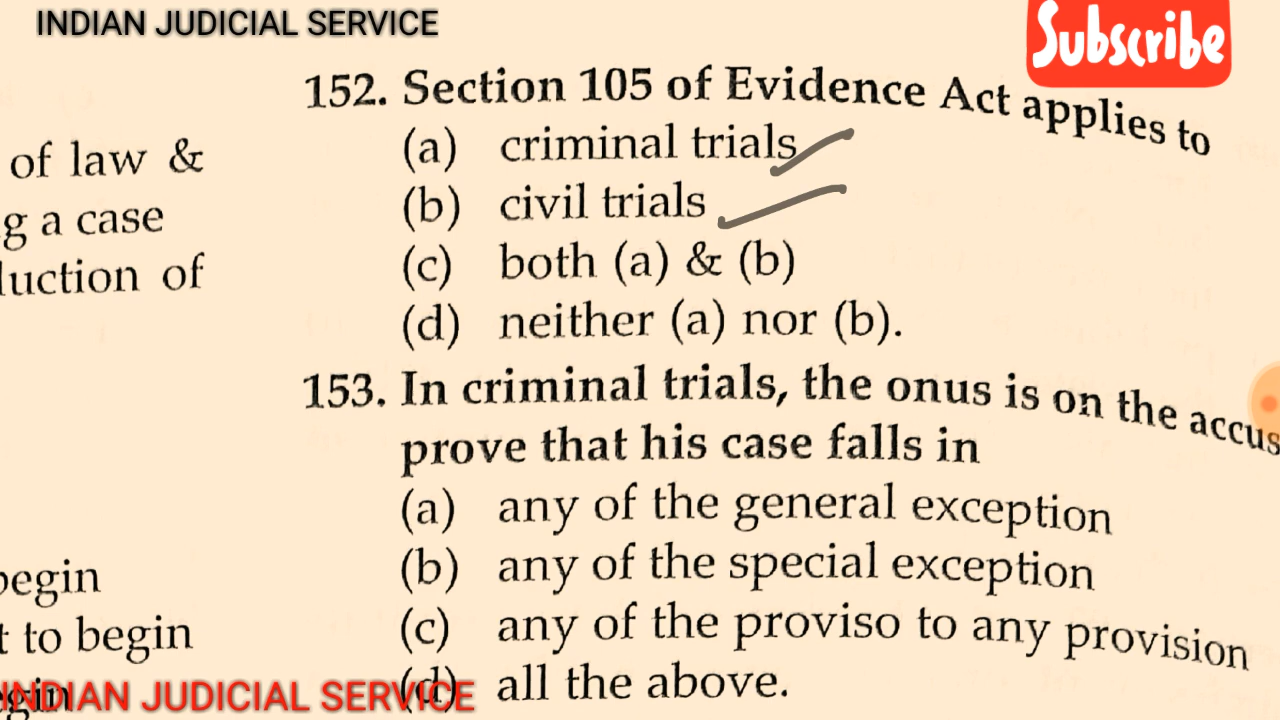 INDIAN JUDICIAL SERVICE
Subscribe
of law &
g a case
duction of
begin
t to begin
152. Section 105 of Evidence Act applies to
(a) criminal trials
(b) civil trials
(c) both (a) & (b)
(d) neither (a) nor (b).
153. In criminal trials, the onus is on the accus
prove that his case falls in
(a) any of the general exception
(b) any of the special exception
(c) any of the proviso to any provision
(d) all the above.
INDIAN JUDICIAL SERVICE